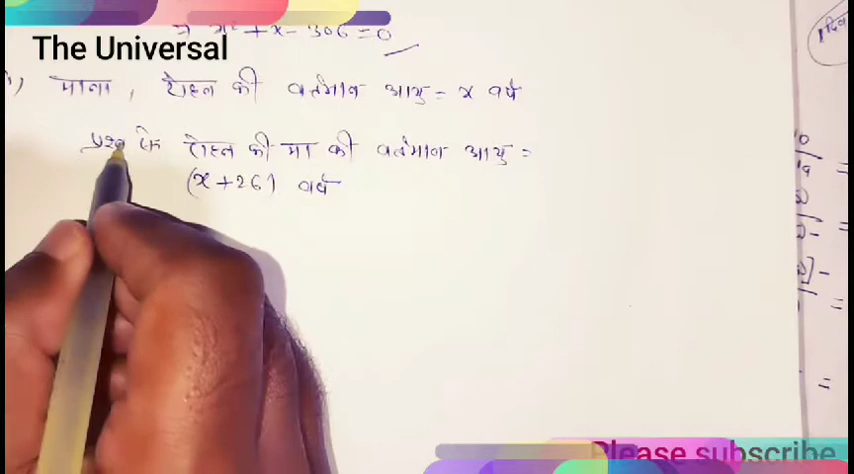 ⇒ x² + x - 306 = 0
The Universal
) माना, रोहन की वर्तमान आयु = x वर्ष
प्रश्न के रोहन की मा की वर्तमान आयु =
(x + 26) वर्ष
Please subscribe